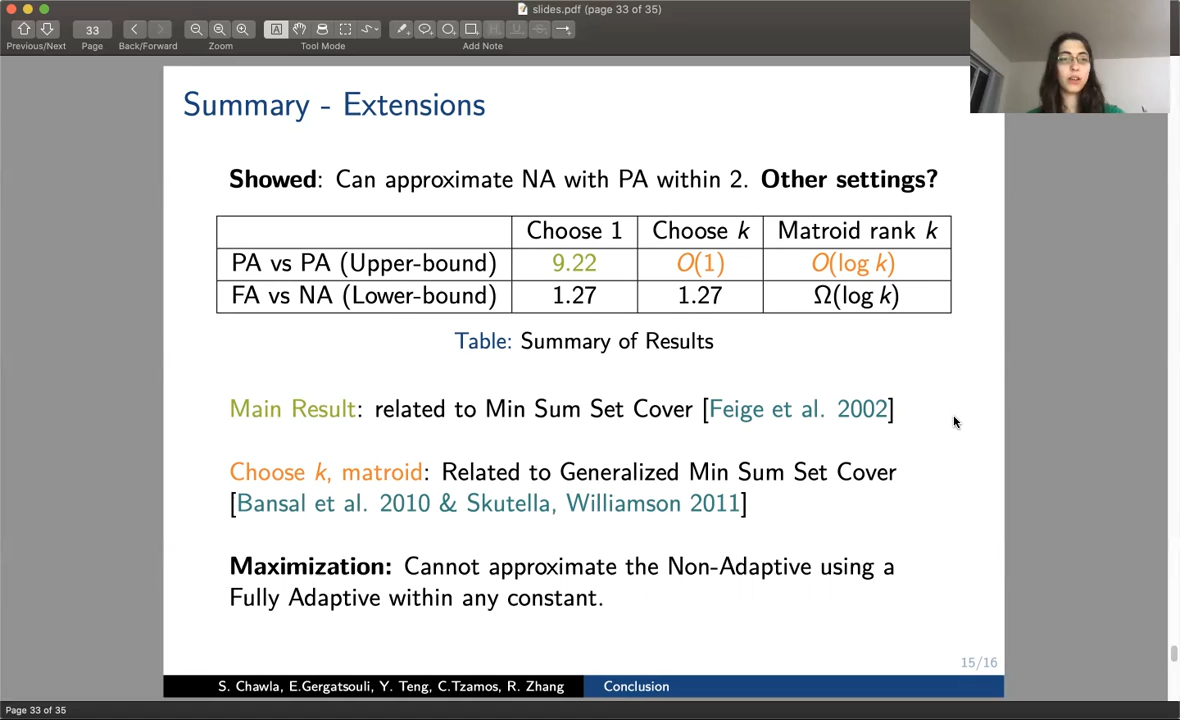 slides.pdf (page 33 of 35)
33
Previous/Next Page Back/Forward Zoom Tool Mode Add Note
Summary - Extensions
Showed: Can approximate NA with PA within 2. Other settings?
Choose 1 Choose k Matroid rank k
PA vs PA (Upper-bound) 9.22 O(1) O(log k)
FA vs NA (Lower-bound) 1.27 1.27 Ω(log k)
Table: Summary of Results
Main Result: related to Min Sum Set Cover [Feige et al. 2002]
Choose k, matroid: Related to Generalized Min Sum Set Cover
[Bansal et al. 2010 & Skutella, Williamson 2011]
Maximization: Cannot approximate the Non-Adaptive using a
Fully Adaptive within any constant.
15/16
S. Chawla, E.Gergatsouli, Y. Teng, C.Tzamos, R. Zhang Conclusion
Page 33 of 35